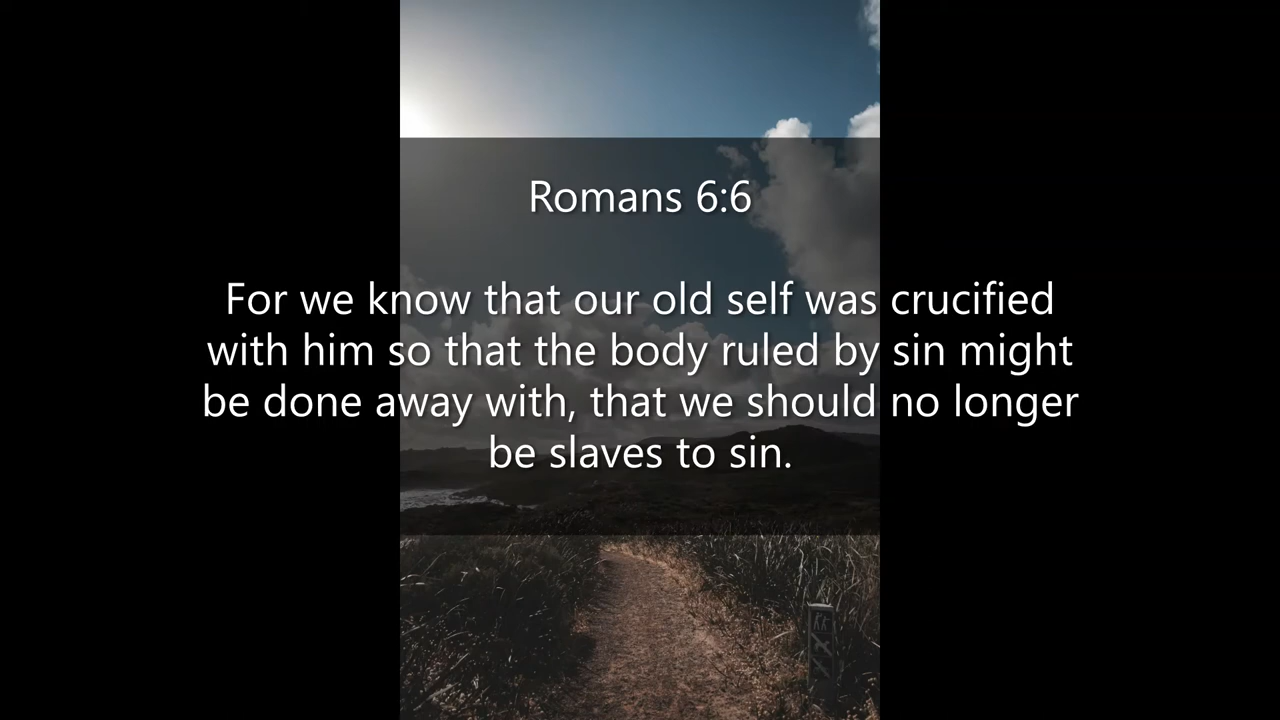 Romans 6:6
For we know that our old self was crucified
with him so that the body ruled by sin might
be done away with, that we should no longer
be slaves to sin.